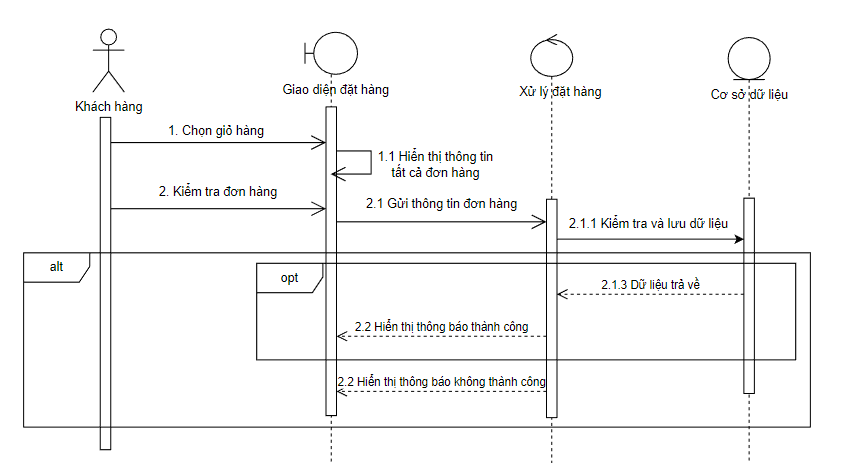 Khách hàng
Giao diện đặt hàng
Xử lý đặt hàng
Cơ sở dữ liệu
1. Chọn giỏ hàng
1.1 Hiển thị thông tin
tất cả đơn hàng
2. Kiểm tra đơn hàng
2.1 Gửi thông tin đơn hàng
2.1.1 Kiểm tra và lưu dữ liệu
alt
opt
2.1.3 Dữ liệu trả về
2.2 Hiển thị thông báo thành công
2.2 Hiển thị thông báo không thành công